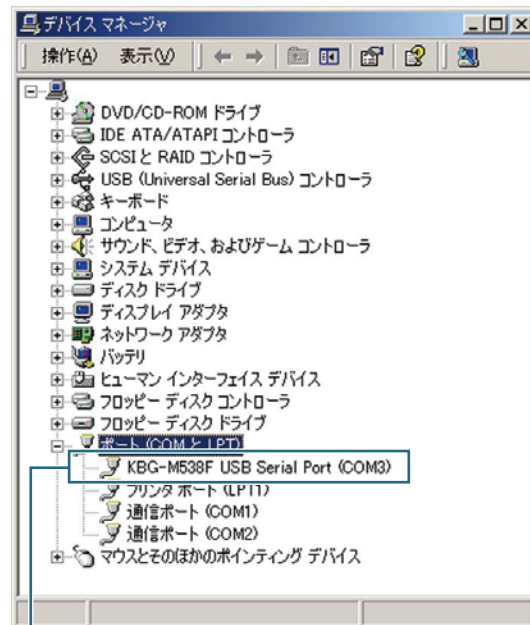 デバイス マネージャ
操作(A) 表示(V)
DVD/CD-ROM ドライブ
IDE ATA/ATAPI コントローラ
SCSI と RAID コントローラ
USB (Universal Serial Bus) コントローラ
キーボード
コンピュータ
サウンド、ビデオ、およびゲーム コントローラ
システム デバイス
ディスク ドライブ
ディスプレイ アダプタ
ネットワーク アダプタ
バッテリ
ヒューマン インターフェイス デバイス
フロッピー ディスク コントローラ
フロッピー ディスク ドライブ
ポート (COM と LPT)
KBG-M538F USB Serial Port (COM3)
プリンタ ポート (LPT1)
通信ポート (COM1)
通信ポート (COM2)
マウスとそのほかのポインティング デバイス